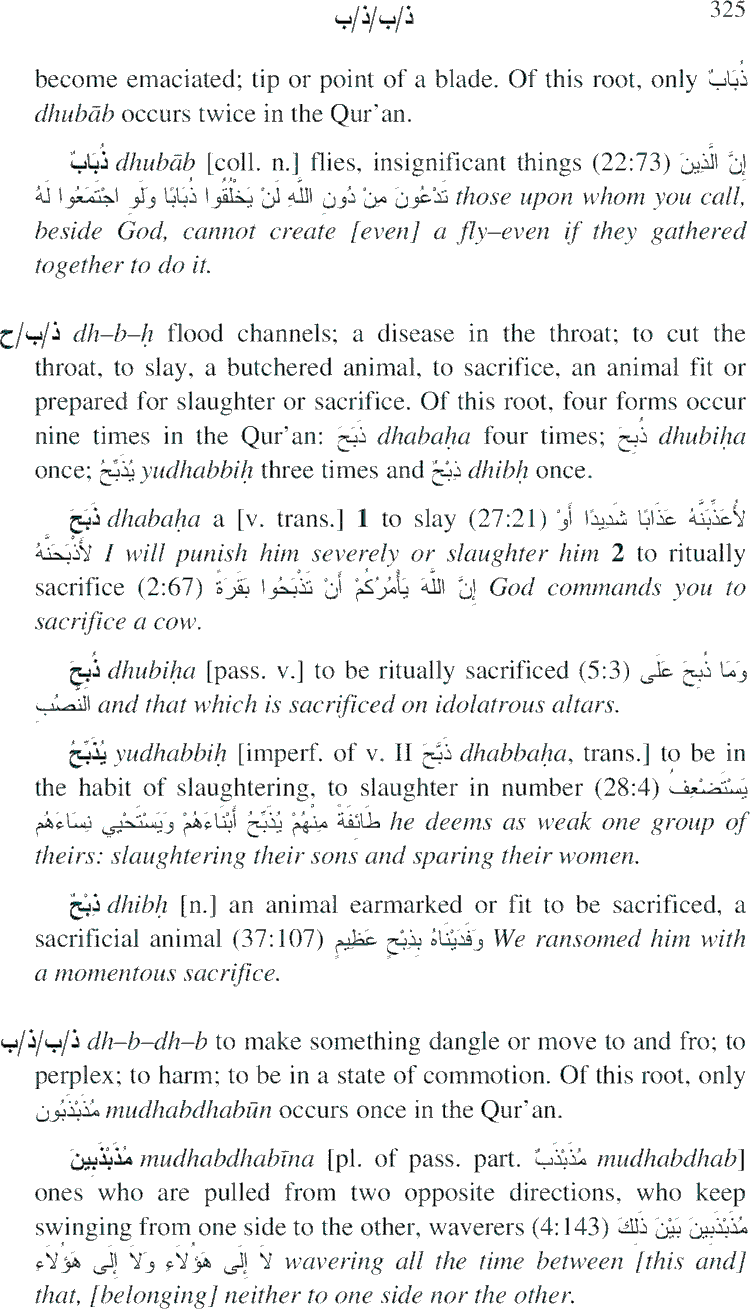 ذ/ب/ذ/ب 325
become emaciated; tip or point of a blade. Of this root, only ذُبَابٌ
dhubāb occurs twice in the Qur’an.
ذُبَابٌ dhubāb [coll. n.] flies, insignificant things (22:73) إِنَّ الَّذِينَ
تَدْعُونَ مِنْ دُونِ اللَّهِ لَنْ يَخْلُقُوا ذُبَابًا وَلَوِ اجْتَمَعُوا لَهُ those upon whom you call,
beside God, cannot create [even] a fly–even if they gathered
together to do it.
ذ/ب/ح dh–b–ḥ flood channels; a disease in the throat; to cut the
throat, to slay, a butchered animal, to sacrifice, an animal fit or
prepared for slaughter or sacrifice. Of this root, four forms occur
nine times in the Qur’an: ذَبَحَ dhabaḥa four times; ذُبِحَ dhubiḥa
once; يُذَبِّحُ yudhabbiḥ three times and ذِبْحٌ dhibḥ once.
ذَبَحَ dhabaḥa a [v. trans.] 1 to slay (27:21) لأُعَذِّبَنَّهُ عَذَابًا شَدِيدًا أَوْ
لأَذْبَحَنَّهُ I will punish him severely or slaughter him 2 to ritually
sacrifice (2:67) إِنَّ اللَّهَ يَأْمُرُكُمْ أَنْ تَذْبَحُوا بَقَرَةً God commands you to
sacrifice a cow.
ذُبِحَ dhubiḥa [pass. v.] to be ritually sacrificed (5:3) وَمَا ذُبِحَ عَلَى
النُّصُبِ and that which is sacrificed on idolatrous altars.
يُذَبِّحُ yudhabbiḥ [imperf. of v. II ذَبَّحَ dhabbaḥa, trans.] to be in
the habit of slaughtering, to slaughter in number (28:4) يَسْتَضْعِفُ
طَائِفَةً مِنْهُمْ يُذَبِّحُ أَبْنَاءَهُمْ وَيَسْتَحْيِي نِسَاءَهُم he deems as weak one group of
theirs: slaughtering their sons and sparing their women.
ذِبْحٌ dhibḥ [n.] an animal earmarked or fit to be sacrificed, a
sacrificial animal (37:107) وَفَدَيْنَاهُ بِذِبْحٍ عَظِيمٍ We ransomed him with
a momentous sacrifice.
ذ/ب/ذ/ب dh–b–dh–b to make something dangle or move to and fro; to
perplex; to harm; to be in a state of commotion. Of this root, only
مُذَبْذَبُون mudhabdhabūn occurs once in the Qur’an.
مُذَبْذَبِينَ mudhabdhabīna [pl. of pass. part. مُذَبْذَبٌ mudhabdhab]
ones who are pulled from two opposite directions, who keep
swinging from one side to the other, waverers (4:143) مُذَبْذَبِينَ بَيْنَ ذَلِكَ
لاَ إِلَى هَؤُلاَءِ وَلاَ إِلَى هَؤُلاَءِ wavering all the time between [this and]
that, [belonging] neither to one side nor the other.